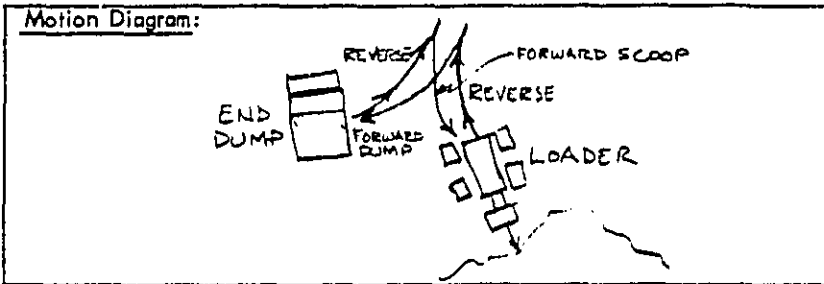 Motion Diagram:
REVERSE
FORWARD SCOOP
REVERSE
END
DUMP
FORWARD
DUMP
LOADER